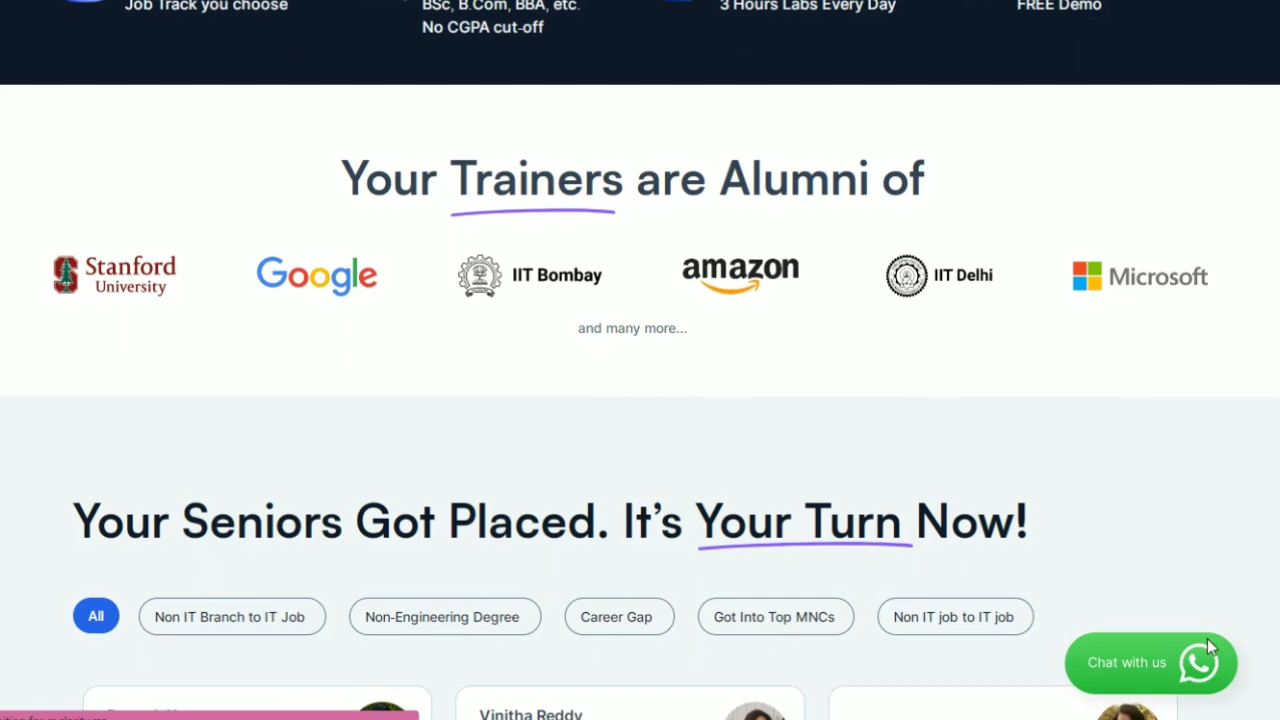 Job Track you choose
BSc, B.Com, BBA, etc.
No CGPA cut-off
3 Hours Labs Every Day
FREE Demo
Your Trainers are Alumni of
Stanford University
Google
IIT Bombay
amazon
IIT Delhi
Microsoft
and many more...
Your Seniors Got Placed. It's Your Turn Now!
All
Non IT Branch to IT Job
Non-Engineering Degree
Career Gap
Got Into Top MNCs
Non IT job to IT job
Chat with us
Vinitha Reddy